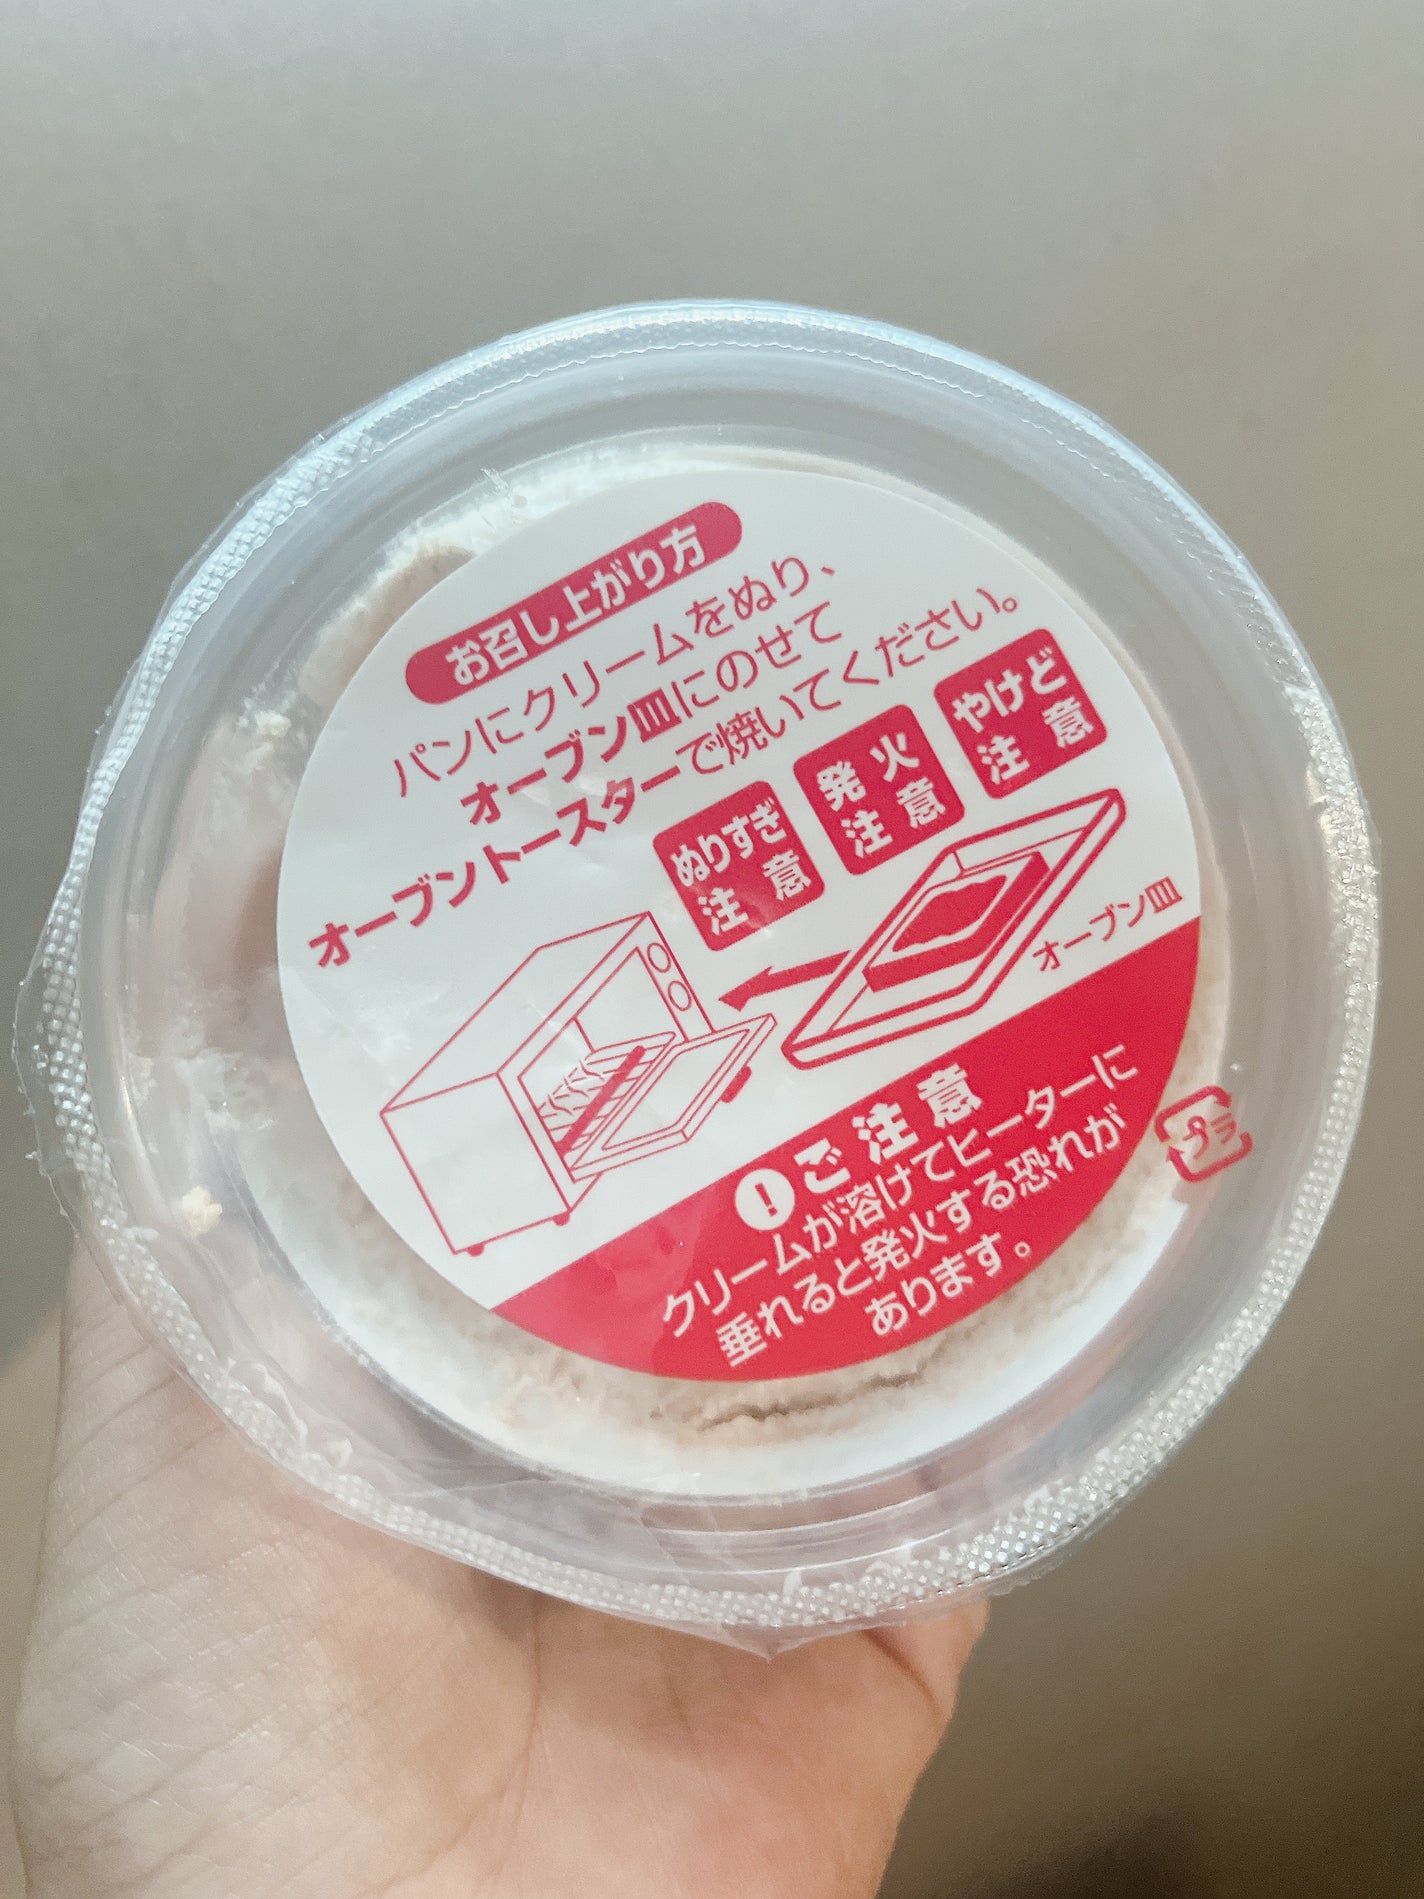 お召し上がり方
パンにクリームをぬり、
オーブン皿にのせて
オーブントースターで焼いてください。
ぬりすぎ
注意
発火
注意
やけど
注意
オーブン皿
! ご注意
クリームが溶けてヒーターに
垂れると発火する恐れが
あります。
プラ